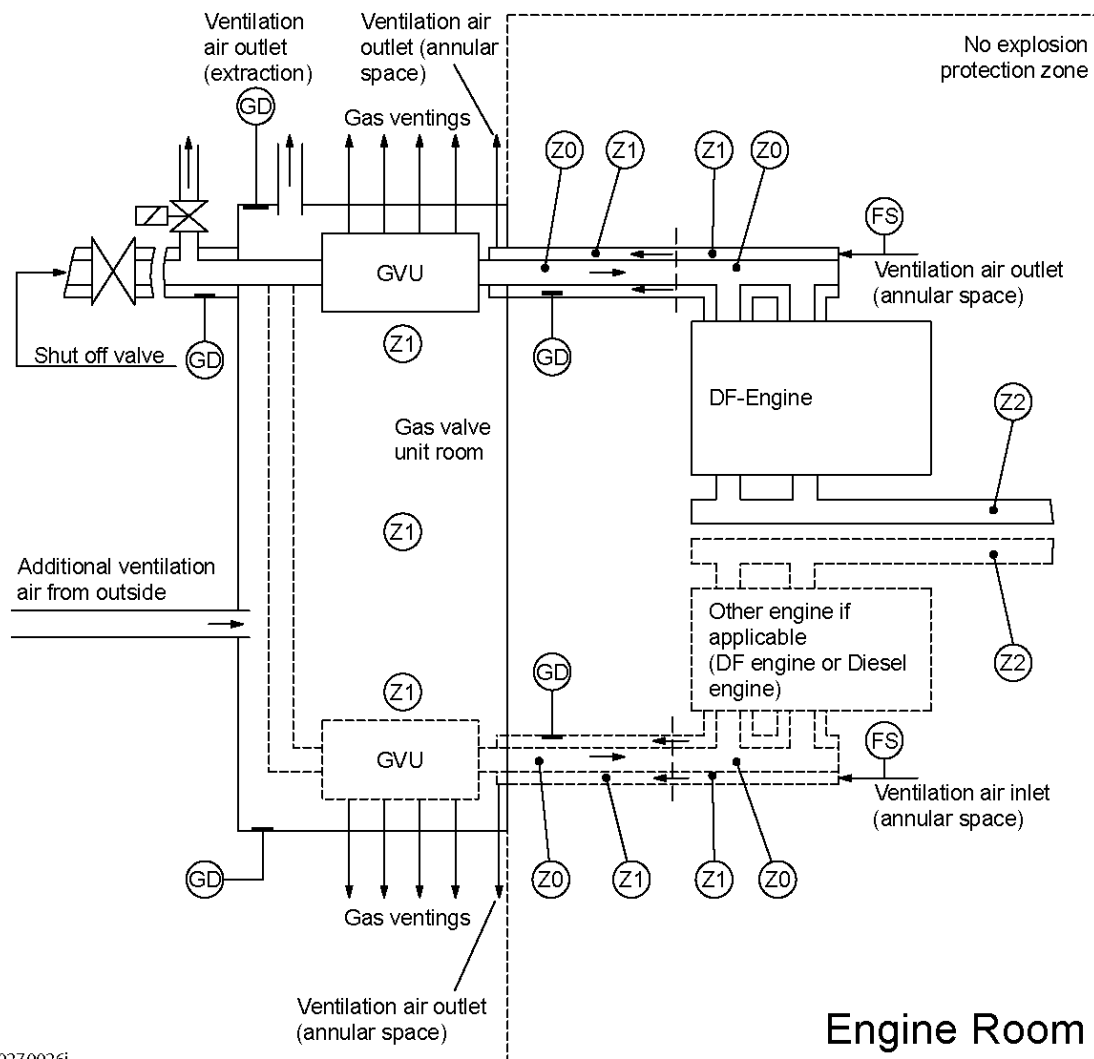 Ventilation
air outlet
(extraction)
Ventilation air
outlet (annular
space)
No explosion
protection zone
GD
Gas ventings
Z0
Z1
Z1
Z0
FS
Ventilation air outlet
(annular space)
GVU
Z1
Shut off valve
GD
GD
DF-Engine
Z2
Gas valve
unit room
Z1
Additional ventilation
air from outside
Other engine if
applicable
(DF engine or Diesel
engine)
Z2
Z1
GD
GVU
FS
Ventilation air inlet
(annular space)
GD
Z0
Z1
Z1
Z0
Gas ventings
Ventilation air outlet
(annular space)
Engine Room